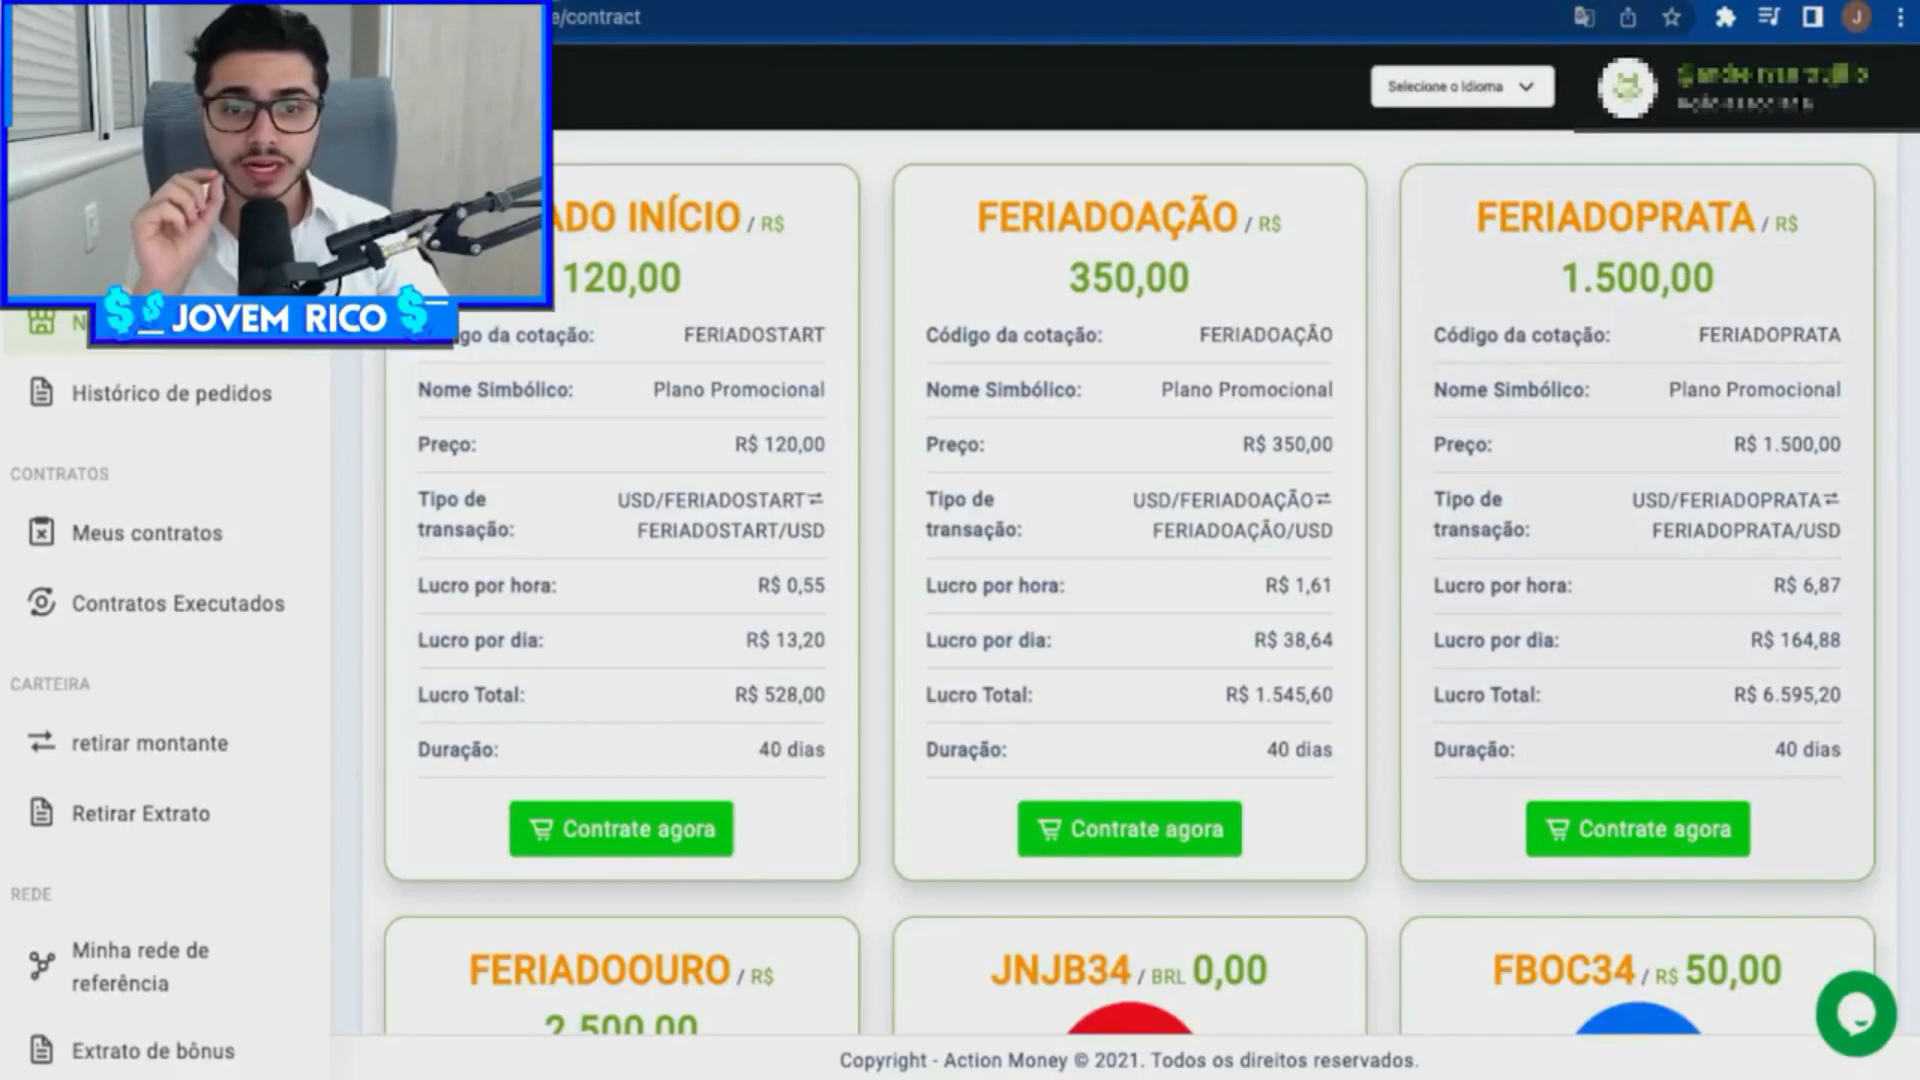 e/contract
Selecione o Idioma
JOVEM RICO
N
Histórico de pedidos
CONTRATOS
Meus contratos
Contratos Executados
CARTEIRA
retirar montante
Retirar Extrato
REDE
Minha rede de
referência
Extrato de bônus
ADO INÍCIO / R$
120,00
go da cotação: FERIADOSTART
Nome Simbólico: Plano Promocional
Preço: R$ 120,00
Tipo de USD/FERIADOSTART⇄
transação: FERIADOSTART/USD
Lucro por hora: R$ 0,55
Lucro por dia: R$ 13,20
Lucro Total: R$ 528,00
Duração: 40 dias
Contrate agora
FERIADOAÇÃO / R$
350,00
Código da cotação: FERIADOAÇÃO
Nome Simbólico: Plano Promocional
Preço: R$ 350,00
Tipo de USD/FERIADOAÇÃO⇄
transação: FERIADOAÇÃO/USD
Lucro por hora: R$ 1,61
Lucro por dia: R$ 38,64
Lucro Total: R$ 1.545,60
Duração: 40 dias
Contrate agora
FERIADOPRATA / R$
1.500,00
Código da cotação: FERIADOPRATA
Nome Simbólico: Plano Promocional
Preço: R$ 1.500,00
Tipo de USD/FERIADOPRATA⇄
transação: FERIADOPRATA/USD
Lucro por hora: R$ 6,87
Lucro por dia: R$ 164,88
Lucro Total: R$ 6.595,20
Duração: 40 dias
Contrate agora
FERIADOOURO / R$
2.500,00
JNJB34 / BRL 0,00
FBOC34 / R$ 50,00
Copyright - Action Money © 2021. Todos os direitos reservados.
J